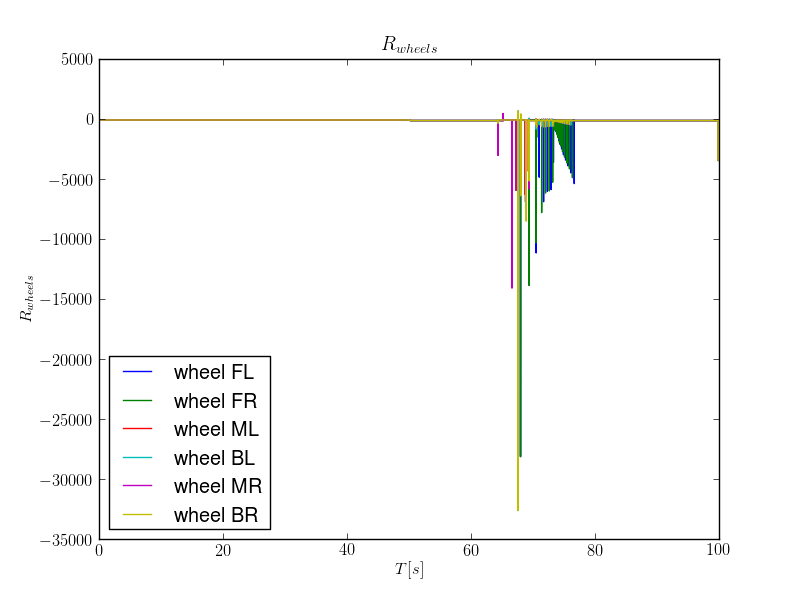 R_wheels
5000
0
−5000
−10000
−15000
−20000
−25000
−30000
−35000
R_wheels
wheel FL
wheel FR
wheel ML
wheel BL
wheel MR
wheel BR
0 20 40 60 80 100
T[s]